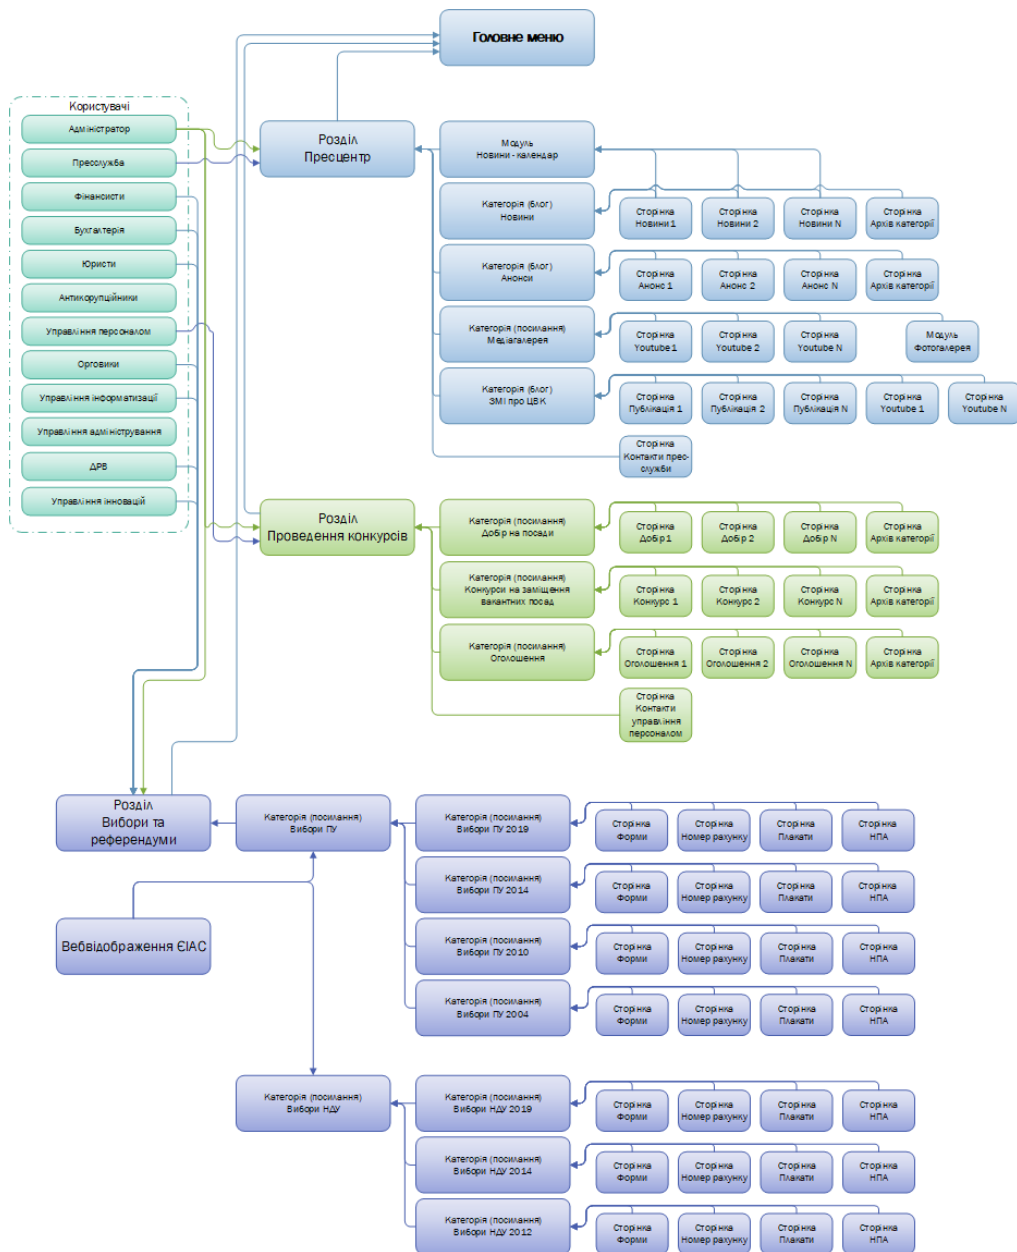 Головне меню
Користувачі
Адміністратор
Пресслужба
Фінансисти
Бухгалтерія
Юристи
Антикорупційники
Управління персоналом
Орговики
Управління інформатизації
Управління адміністрування
ДРВ
Управління інновацій
Розділ
Пресцентр
Модуль
Новини - календар
Категорія (блог)
Новини
Сторінка
Новини 1
Сторінка
Новини 2
Сторінка
Новини N
Сторінка
Архів категорії
Категорія (блог)
Анонси
Сторінка
Анонс 1
Сторінка
Анонс 2
Сторінка
Анонс N
Сторінка
Архів категорії
Категорія (посилання)
Медіагалерея
Сторінка
Youtube 1
Сторінка
Youtube 2
Сторінка
Youtube N
Модуль
Фотогалерея
Категорія (блог)
ЗМІ про ЦВК
Сторінка
Публікація 1
Сторінка
Публікація 2
Сторінка
Публікація N
Сторінка
Youtube 1
Сторінка
Youtube N
Сторінка
Контакти прес-
служби
Розділ
Проведення конкурсів
Категорія (посилання)
Добір на посади
Сторінка
Добір 1
Сторінка
Добір 2
Сторінка
Добір N
Сторінка
Архів категорії
Категорія (посилання)
Конкурси на заміщення
вакантних посад
Сторінка
Конкурс 1
Сторінка
Конкурс 2
Сторінка
Конкурс N
Сторінка
Архів категорії
Категорія (посилання)
Оголошення
Сторінка
Оголошення 1
Сторінка
Оголошення 2
Сторінка
Оголошення N
Сторінка
Архів категорії
Сторінка
Контакти
управління
персоналом
Розділ
Вибори та
референдуми
Категорія (посилання)
Вибори ПУ
Категорія (посилання)
Вибори ПУ 2019
Сторінка
Форми
Сторінка
Номер рахунку
Сторінка
Плакати
Сторінка
НПА
Категорія (посилання)
Вибори ПУ 2014
Сторінка
Форми
Сторінка
Номер рахунку
Сторінка
Плакати
Сторінка
НПА
Вебвідображення ЄІАС
Категорія (посилання)
Вибори ПУ 2010
Сторінка
Форми
Сторінка
Номер рахунку
Сторінка
Плакати
Сторінка
НПА
Категорія (посилання)
Вибори ПУ 2004
Сторінка
Форми
Сторінка
Номер рахунку
Сторінка
Плакати
Сторінка
НПА
Категорія (посилання)
Вибори НДУ
Категорія (посилання)
Вибори НДУ 2019
Сторінка
Форми
Сторінка
Номер рахунку
Сторінка
Плакати
Сторінка
НПА
Категорія (посилання)
Вибори НДУ 2014
Сторінка
Форми
Сторінка
Номер рахунку
Сторінка
Плакати
Сторінка
НПА
Категорія (посилання)
Вибори НДУ 2012
Сторінка
Форми
Сторінка
Номер рахунку
Сторінка
Плакати
Сторінка
НПА